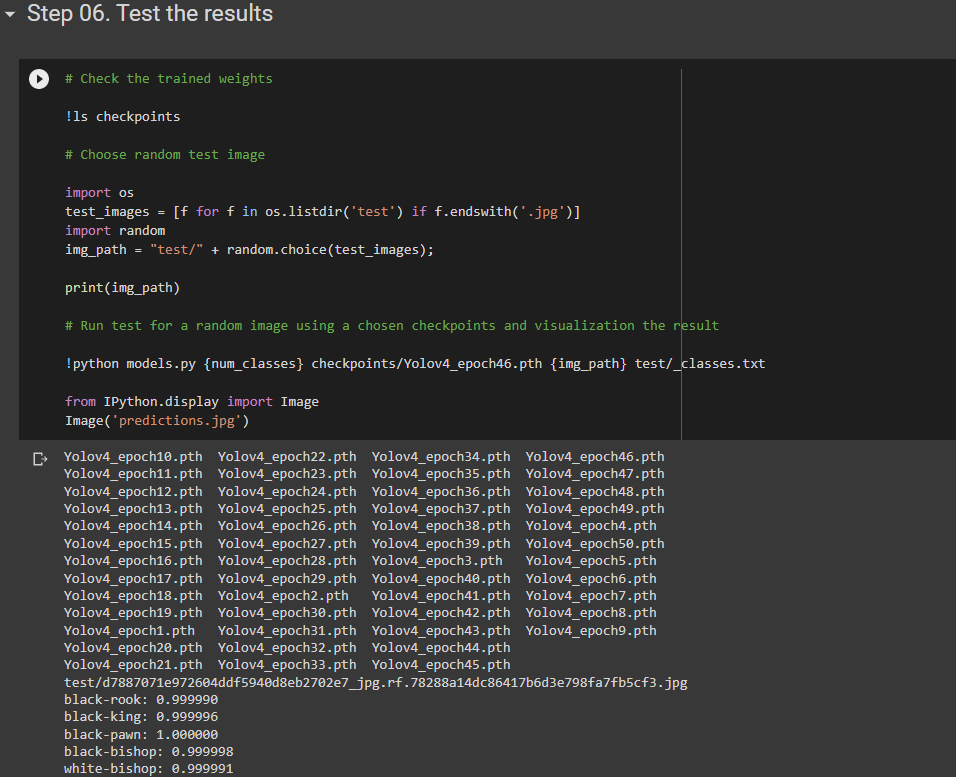 Step 06. Test the results
# Check the trained weights
!ls checkpoints
# Choose random test image
import os
test_images = [f for f in os.listdir('test') if f.endswith('.jpg')]
import random
img_path = "test/" + random.choice(test_images);
print(img_path)
# Run test for a random image using a chosen checkpoints and visualization the result
!python models.py {num_classes} checkpoints/Yolov4_epoch46.pth {img_path} test/_classes.txt
from IPython.display import Image
Image('predictions.jpg')
Yolov4_epoch10.pth  Yolov4_epoch22.pth  Yolov4_epoch34.pth  Yolov4_epoch46.pth
Yolov4_epoch11.pth  Yolov4_epoch23.pth  Yolov4_epoch35.pth  Yolov4_epoch47.pth
Yolov4_epoch12.pth  Yolov4_epoch24.pth  Yolov4_epoch36.pth  Yolov4_epoch48.pth
Yolov4_epoch13.pth  Yolov4_epoch25.pth  Yolov4_epoch37.pth  Yolov4_epoch49.pth
Yolov4_epoch14.pth  Yolov4_epoch26.pth  Yolov4_epoch38.pth  Yolov4_epoch4.pth
Yolov4_epoch15.pth  Yolov4_epoch27.pth  Yolov4_epoch39.pth  Yolov4_epoch50.pth
Yolov4_epoch16.pth  Yolov4_epoch28.pth  Yolov4_epoch3.pth   Yolov4_epoch5.pth
Yolov4_epoch17.pth  Yolov4_epoch29.pth  Yolov4_epoch40.pth  Yolov4_epoch6.pth
Yolov4_epoch18.pth  Yolov4_epoch2.pth   Yolov4_epoch41.pth  Yolov4_epoch7.pth
Yolov4_epoch19.pth  Yolov4_epoch30.pth  Yolov4_epoch42.pth  Yolov4_epoch8.pth
Yolov4_epoch1.pth   Yolov4_epoch31.pth  Yolov4_epoch43.pth  Yolov4_epoch9.pth
Yolov4_epoch20.pth  Yolov4_epoch32.pth  Yolov4_epoch44.pth
Yolov4_epoch21.pth  Yolov4_epoch33.pth  Yolov4_epoch45.pth
test/d7887071e972604ddf5940d8eb2702e7_jpg.rf.78288a14dc86417b6d3e798fa7fb5cf3.jpg
black-rook: 0.999990
black-king: 0.999996
black-pawn: 1.000000
black-bishop: 0.999998
white-bishop: 0.999991